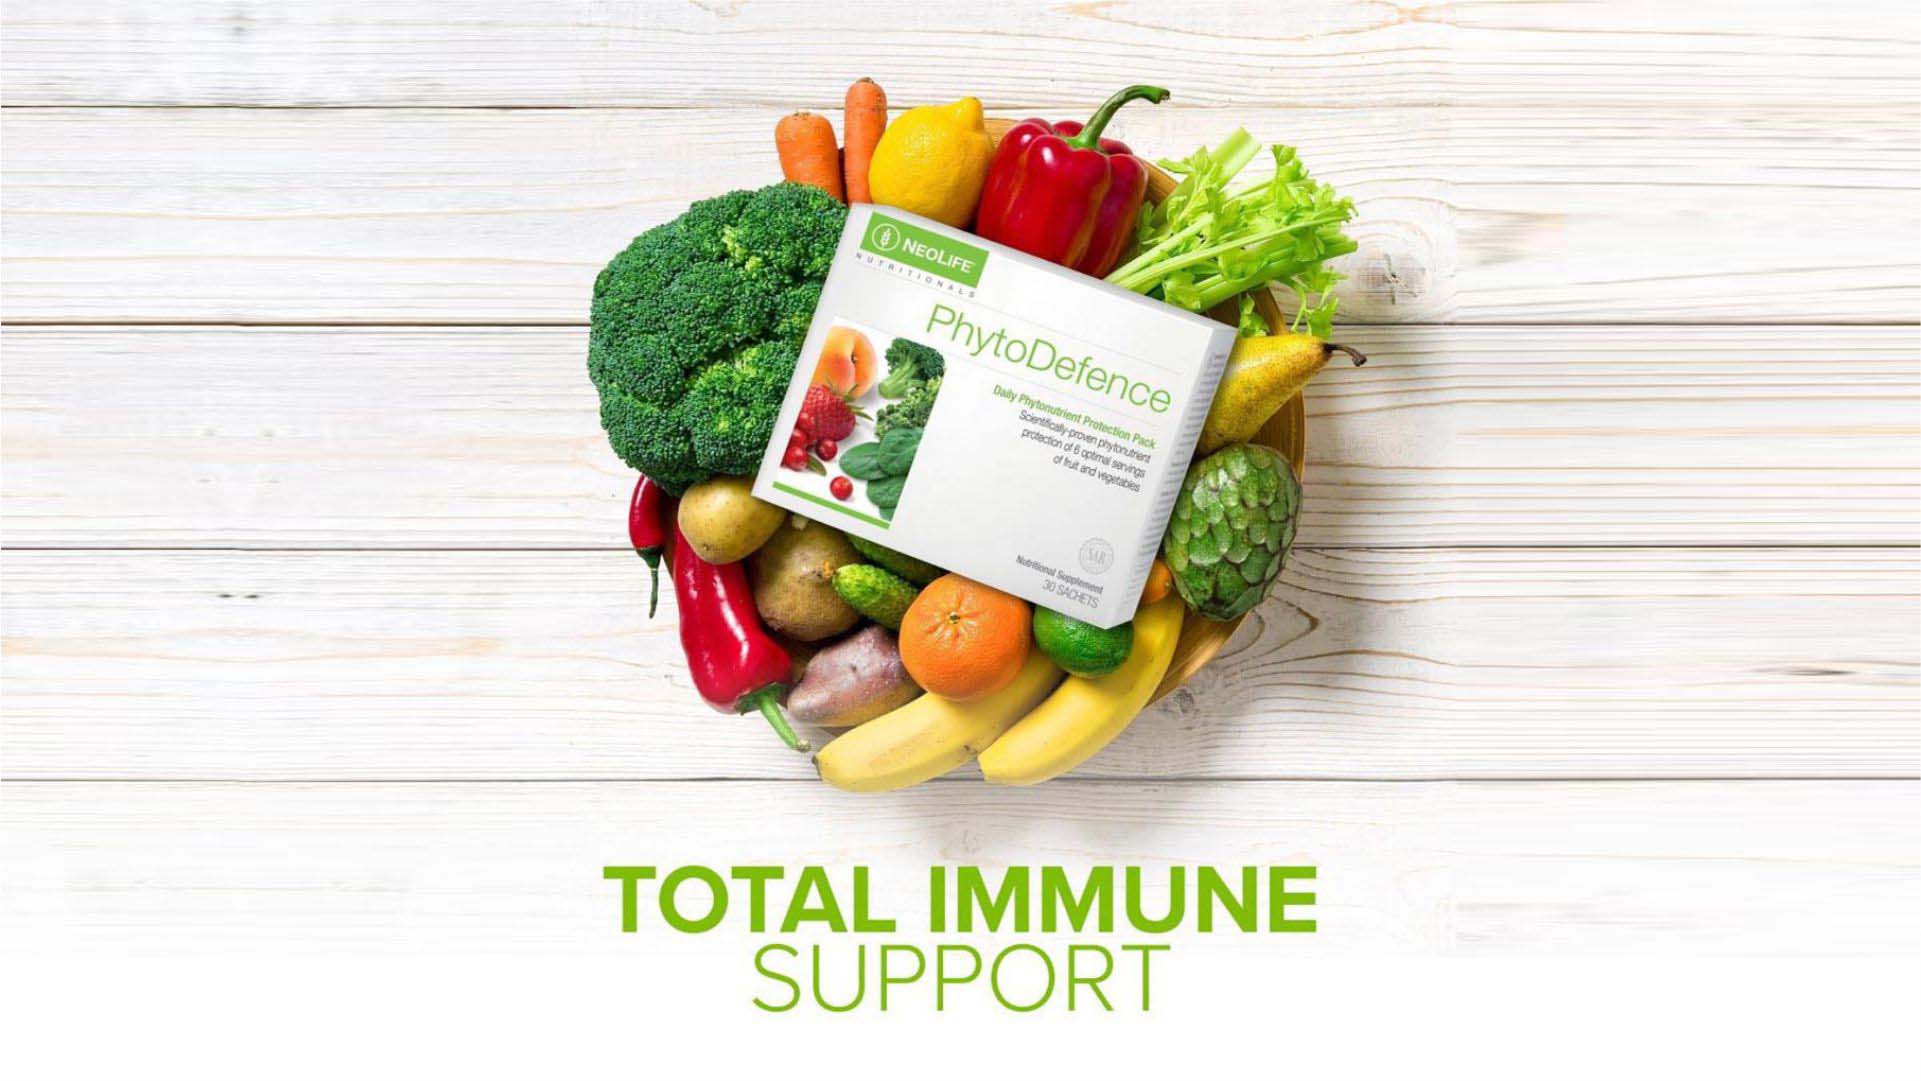 NEOLIFE
NUTRITIONALS
PhytoDefence
Daily Phytonutrient Protection Pack
Scientifically-proven phytonutrient
protection of 6 optimal servings
of fruit and vegetables
SAB
Nutritional Supplement
30 SACHETS
TOTAL IMMUNE
SUPPORT